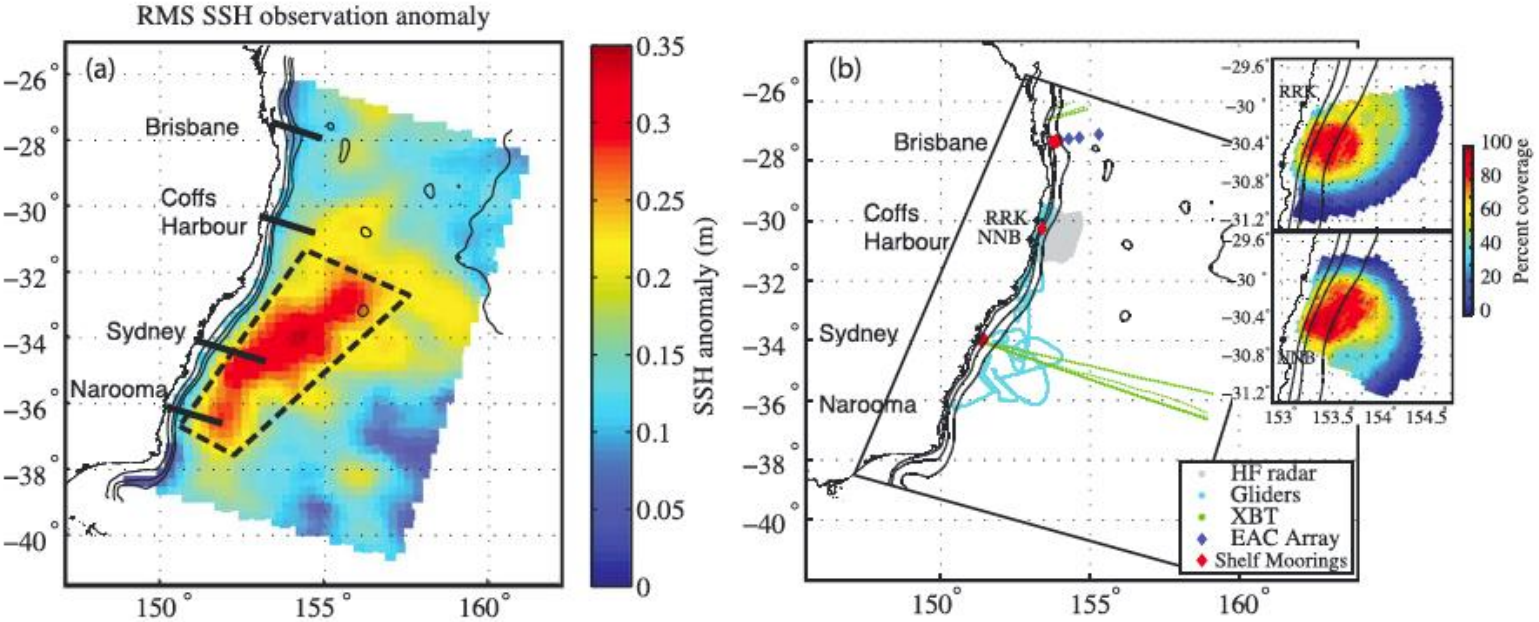 RMS SSH observation anomaly
(a)
−26°
−28°
−30°
−32°
−34°
−36°
−38°
−40°
150°
155°
160°
Brisbane
Coffs
Harbour
Sydney
Narooma
0.35
0.3
0.25
0.2
0.15
0.1
0.05
0
SSH anomaly (m)
(b)
−26°
−28°
−30°
−32°
−34°
−36°
−38°
−40°
150°
155°
160°
Brisbane
Coffs
Harbour
RRK
NNB
Sydney
Narooma
HF radar
Gliders
XBT
EAC Array
Shelf Moorings
−29.6°
−30°
−30.4°
−30.8°
−31.2°
RRK
−29.6°
−30°
−30.4°
−30.8°
−31.2°
NNB
153°
153.5°
154°
154.5°
100
80
60
40
20
0
Percent coverage